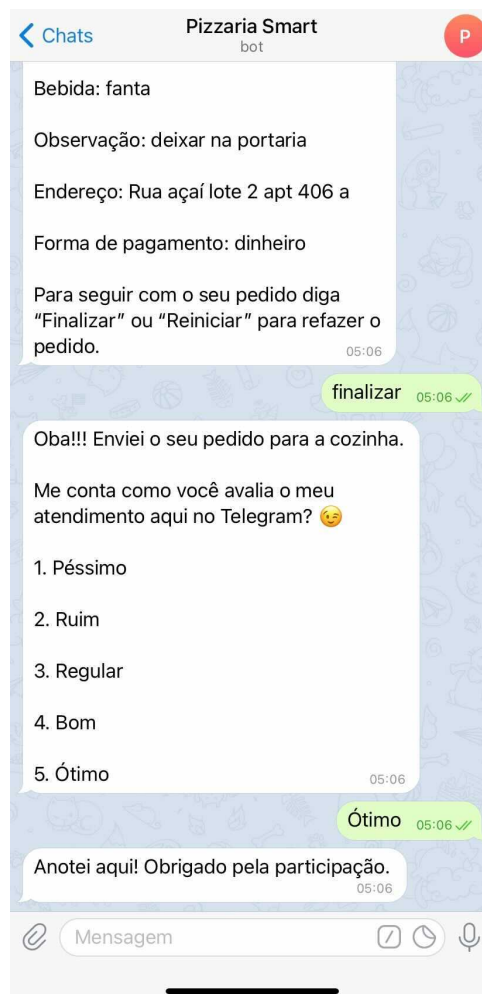 Chats
Pizzaria Smart
bot
P
Bebida: fanta
Observação: deixar na portaria
Endereço: Rua açaí lote 2 apt 406 a
Forma de pagamento: dinheiro
Para seguir com o seu pedido diga
“Finalizar” ou “Reiniciar” para refazer o
pedido.
05:06
finalizar 05:06
Oba!!! Enviei o seu pedido para a cozinha.
Me conta como você avalia o meu
atendimento aqui no Telegram? 😉
1. Péssimo
2. Ruim
3. Regular
4. Bom
5. Ótimo
05:06
Ótimo 05:06
Anotei aqui! Obrigado pela participação.
05:06
Mensagem